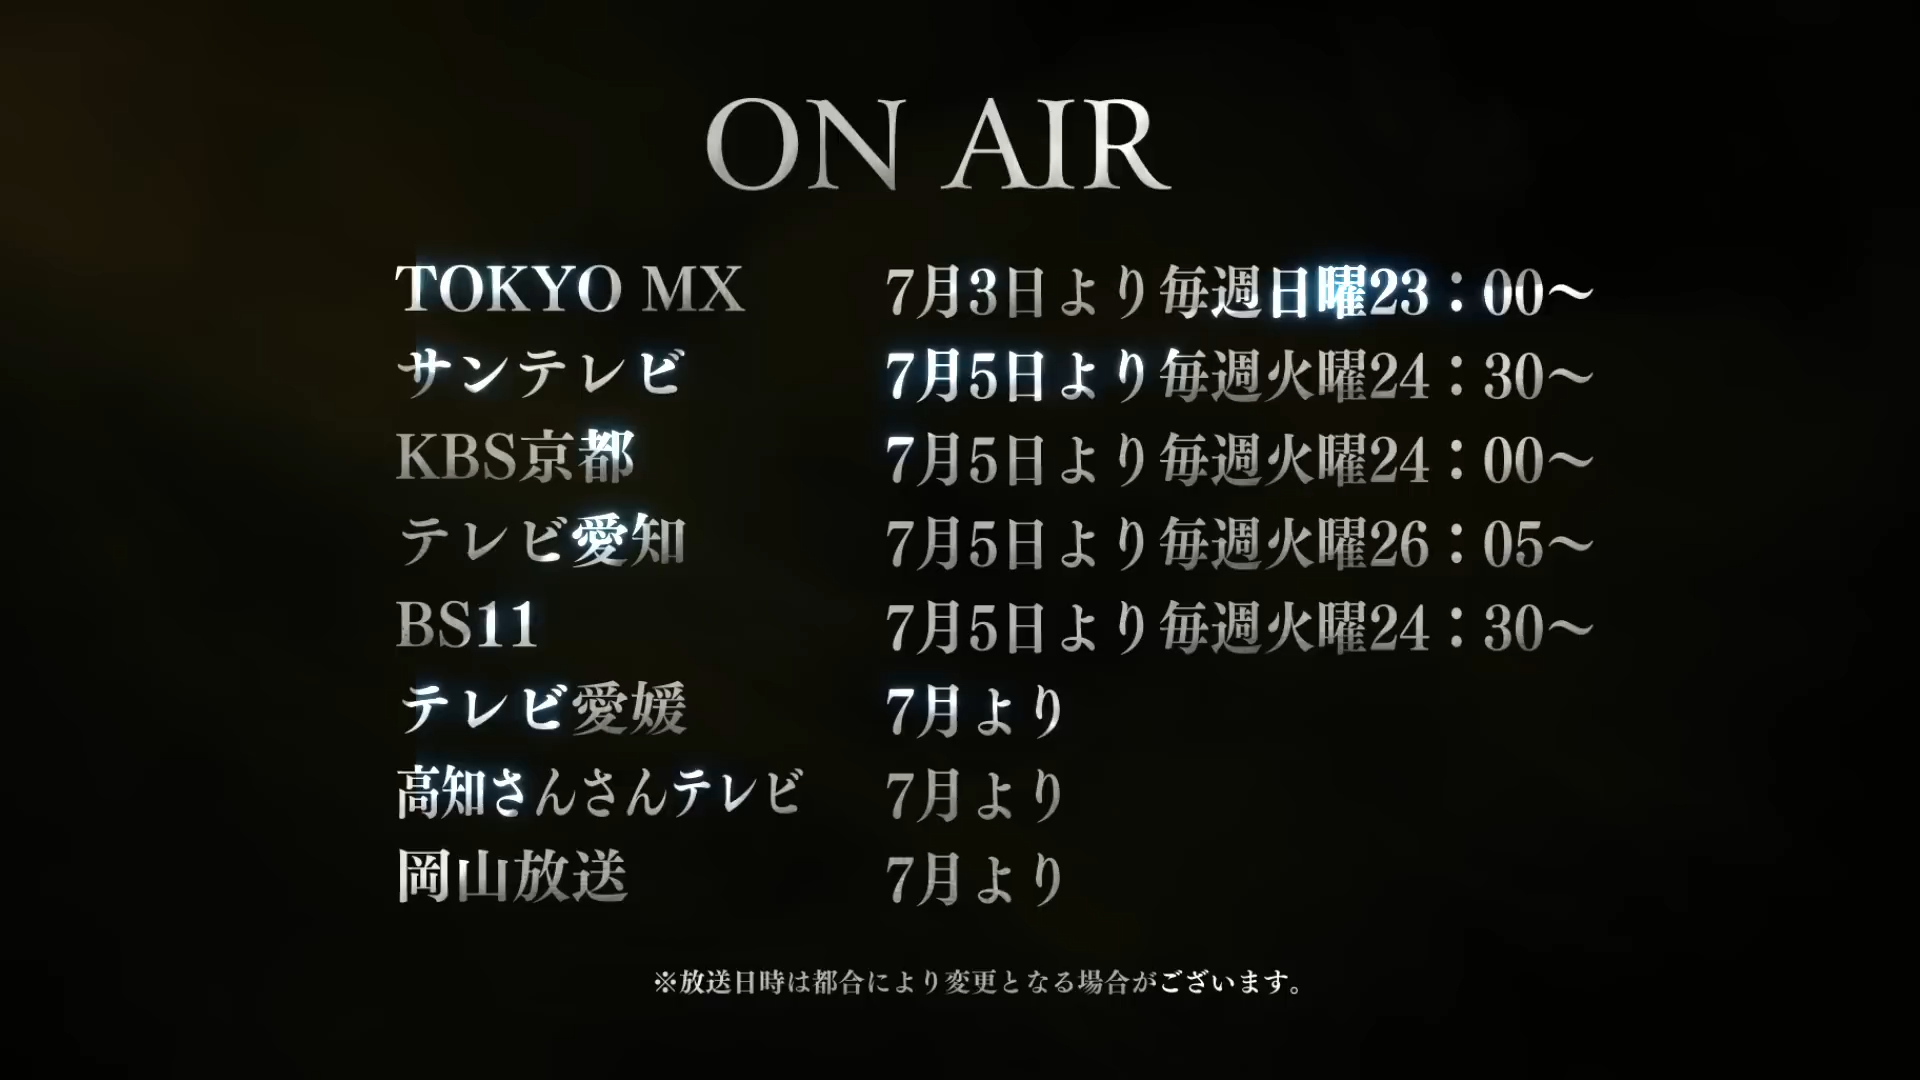 ON AIR
TOKYO MX 7月3日より毎週日曜23：00～
サンテレビ 7月5日より毎週火曜24：30～
KBS京都 7月5日より毎週火曜24：00～
テレビ愛知 7月5日より毎週火曜26：05～
BS11 7月5日より毎週火曜24：30～
テレビ愛媛 7月より
高知さんさんテレビ 7月より
岡山放送 7月より
※放送日時は都合により変更となる場合がございます。